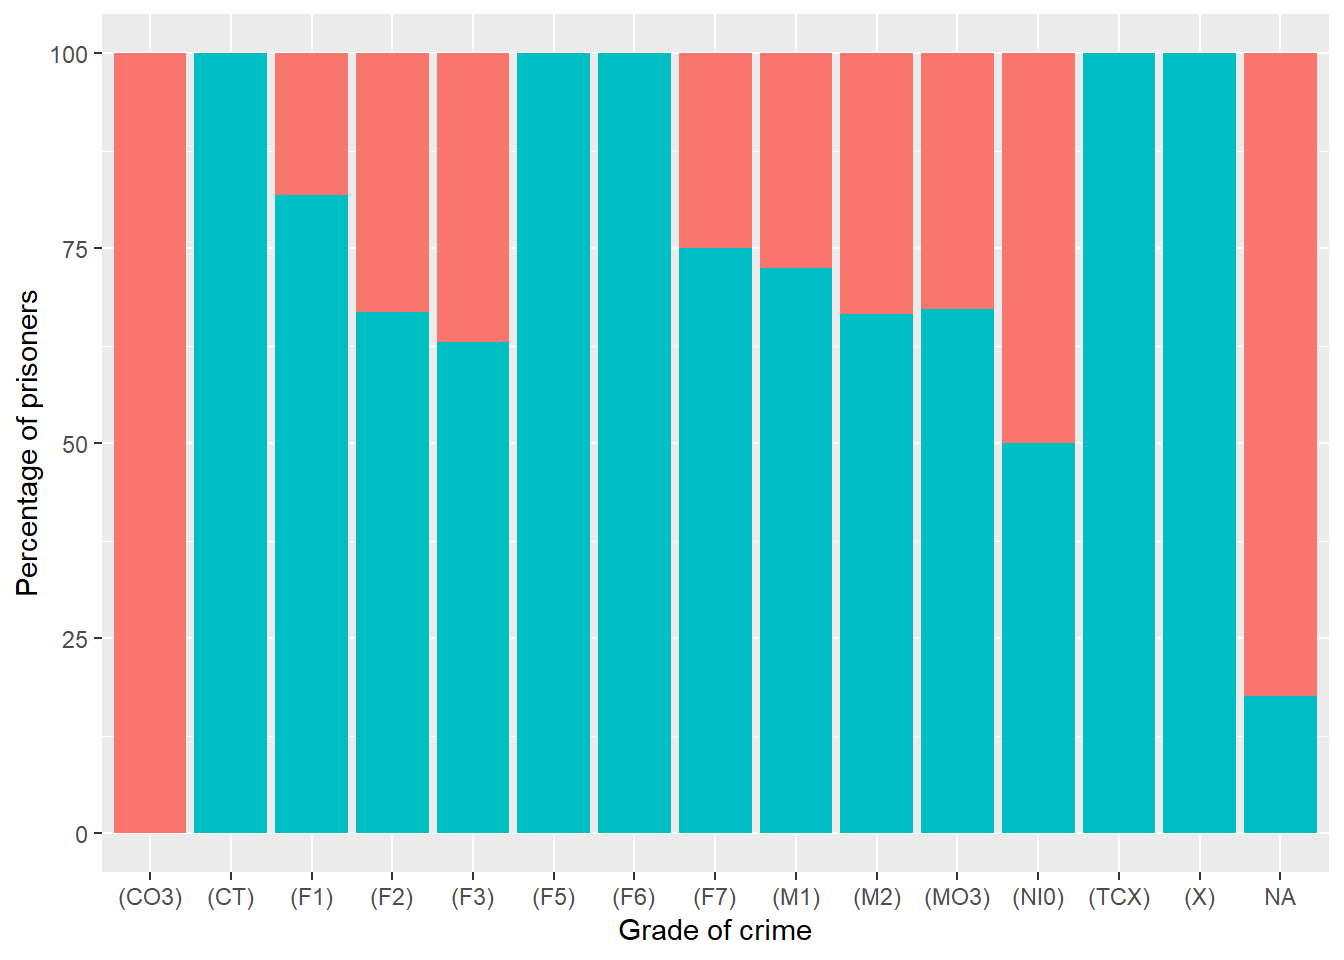 Percentage of prisoners
100
75
50
25
0
(CO3) (CT) (F1) (F2) (F3) (F5) (F6) (F7) (M1) (M2) (MO3) (NI0) (TCX) (X) NA
Grade of crime